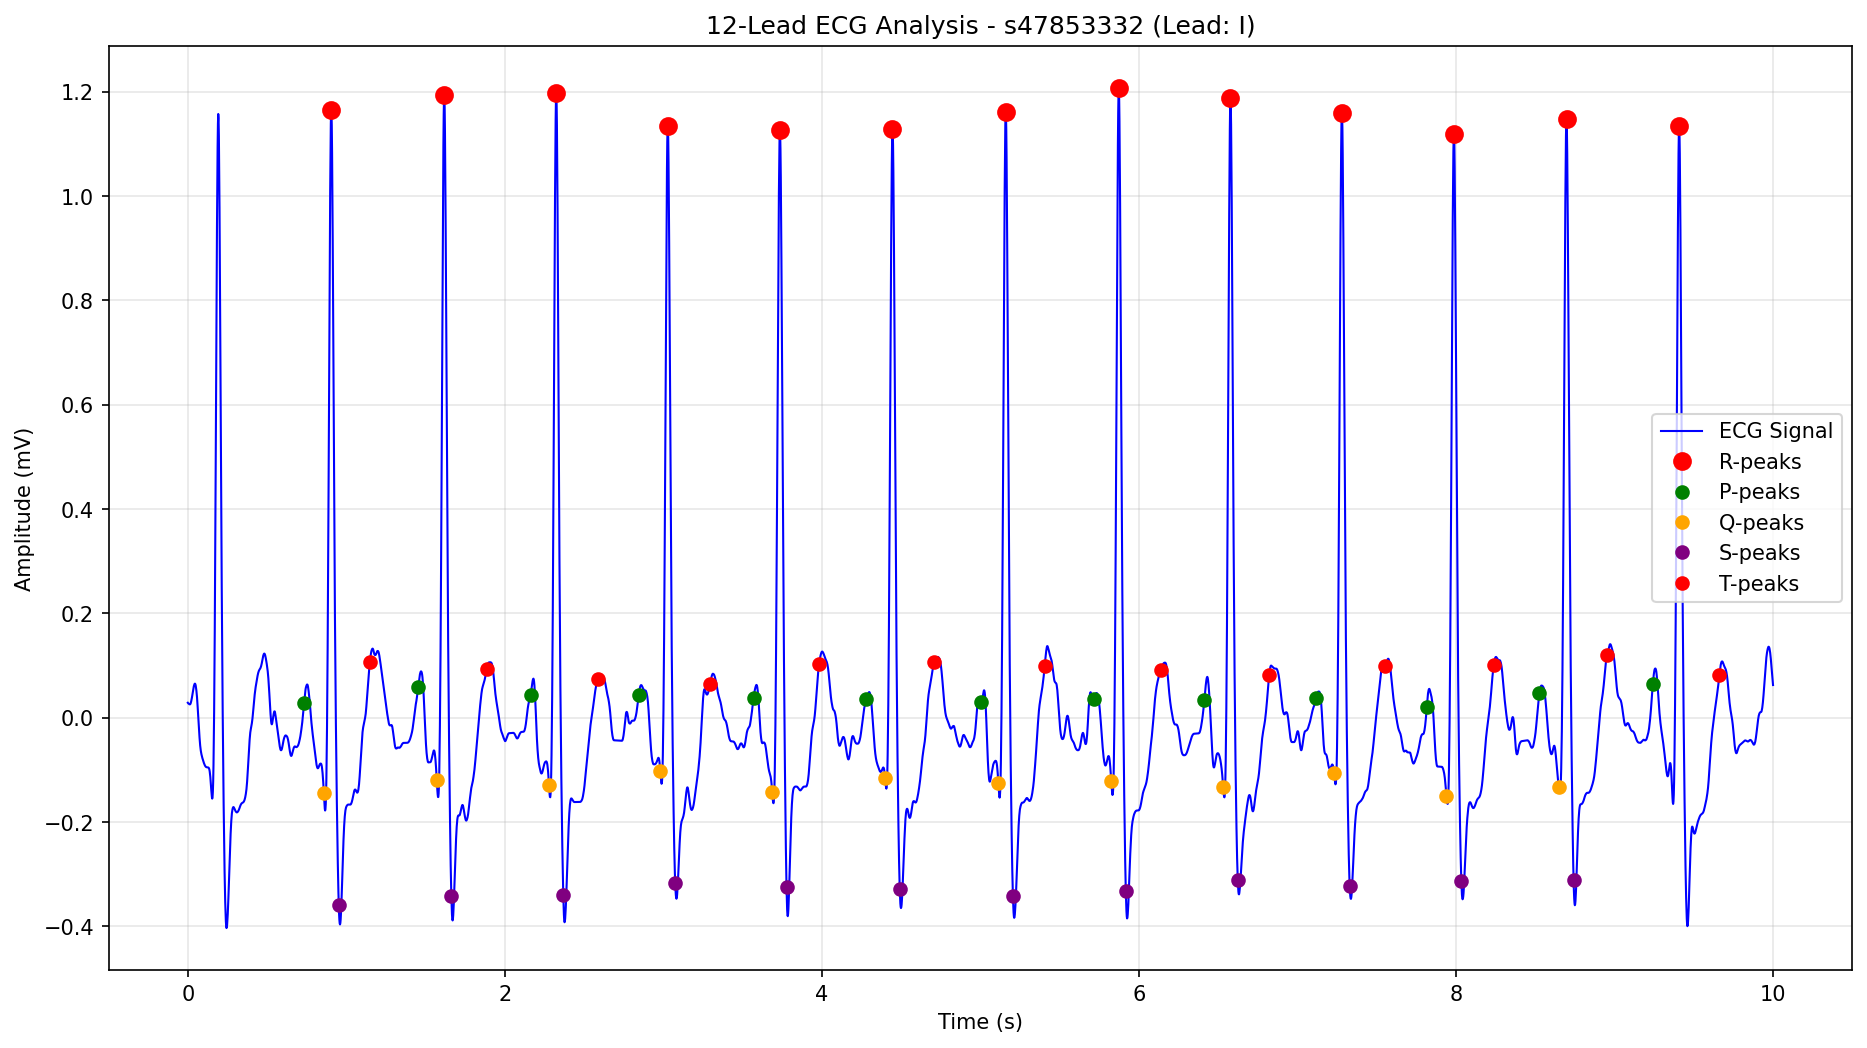 12-Lead ECG Analysis - s47853332 (Lead: I)
Amplitude (mV)
1.2
1.0
0.8
0.6
0.4
0.2
0.0
−0.2
−0.4
ECG Signal
R-peaks
P-peaks
Q-peaks
S-peaks
T-peaks
0 2 4 6 8 10
Time (s)